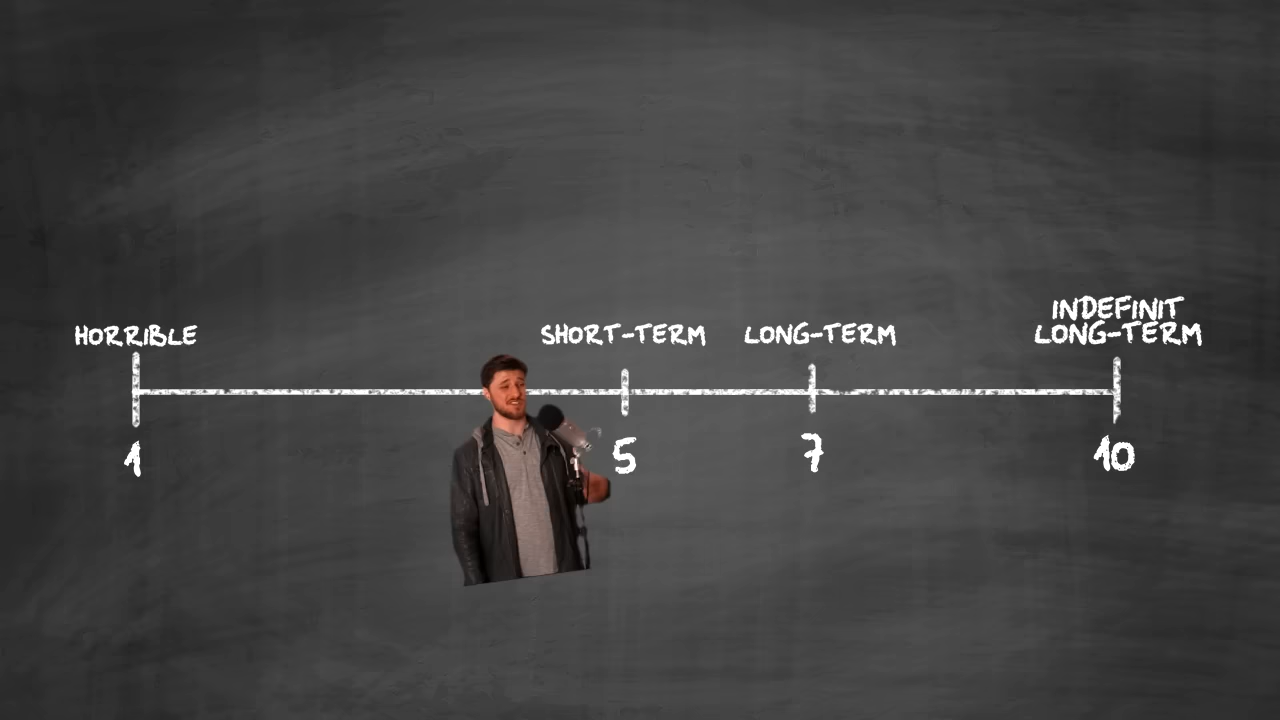 HORRIBLE
SHORT-TERM
LONG-TERM
INDEFINIT
LONG-TERM
1
5
7
10